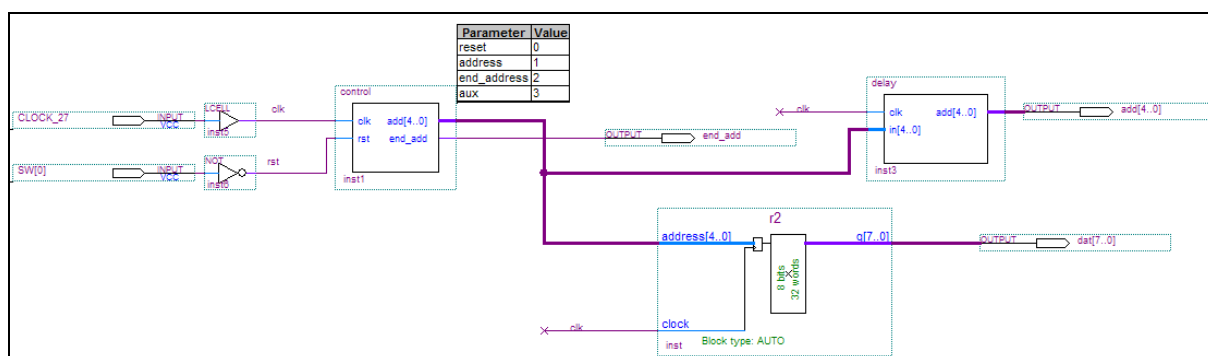 Parameter Value
reset 0
address 1
end_address 2
aux 3
CLOCK_27
INPUT
VCC
LCELL
inst5
clk
SW[0]
INPUT
VCC
NOT
inst6
rst
control
clk add[4..0]
rst end_add
inst1
OUTPUT end_add
delay
clk
clk add[4..0]
in[4..0]
inst3
OUTPUT add[4..0]
r2
address[4..0] q[7..0]
8 bits
32 words
clk
clock
inst Block type: AUTO
OUTPUT dat[7..0]